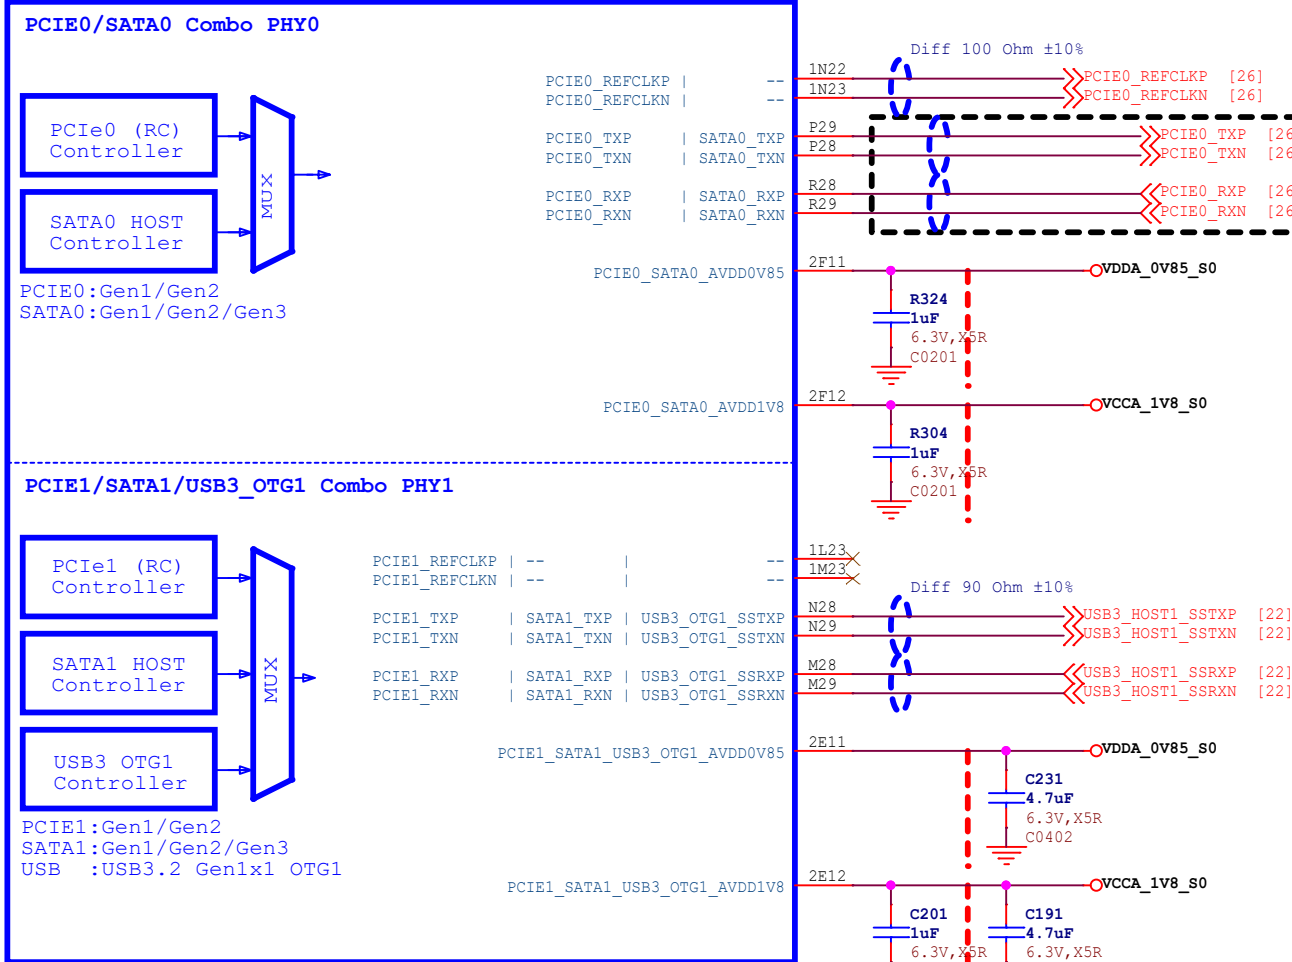 PCIE0/SATA0 Combo PHY0
Diff 100 Ohm ±10%
PCIE0_REFCLKP | -- 1N22 PCIE0_REFCLKP [26]
PCIE0_REFCLKN | -- 1N23 PCIE0_REFCLKN [26]
PCIe0 (RC)
Controller
PCIE0_TXP | SATA0_TXP P29 PCIE0_TXP [26
PCIE0_TXN | SATA0_TXN P28 PCIE0_TXN [26
MUX
SATA0 HOST
Controller
PCIE0_RXP | SATA0_RXP R28 PCIE0_RXP [26
PCIE0_RXN | SATA0_RXN R29 PCIE0_RXN [26
PCIE0_SATA0_AVDD0V85 2F11 VDDA_0V85_S0
PCIE0:Gen1/Gen2
SATA0:Gen1/Gen2/Gen3
R324
1uF
6.3V,X5R
C0201
PCIE0_SATA0_AVDD1V8 2F12 VCCA_1V8_S0
R304
1uF
6.3V,X5R
C0201
PCIE1/SATA1/USB3_OTG1 Combo PHY1
PCIE1_REFCLKP | -- | -- 1L23
PCIE1_REFCLKN | -- | -- 1M23
PCIe1 (RC)
Controller
Diff 90 Ohm ±10%
PCIE1_TXP | SATA1_TXP | USB3_OTG1_SSTXP N28 USB3_HOST1_SSTXP [22]
PCIE1_TXN | SATA1_TXN | USB3_OTG1_SSTXN N29 USB3_HOST1_SSTXN [22]
SATA1 HOST
Controller
MUX
PCIE1_RXP | SATA1_RXP | USB3_OTG1_SSRXP M28 USB3_HOST1_SSRXP [22]
PCIE1_RXN | SATA1_RXN | USB3_OTG1_SSRXN M29 USB3_HOST1_SSRXN [22]
USB3 OTG1
Controller
PCIE1_SATA1_USB3_OTG1_AVDD0V85 2E11 VDDA_0V85_S0
C231
4.7uF
6.3V,X5R
C0402
PCIE1:Gen1/Gen2
SATA1:Gen1/Gen2/Gen3
USB :USB3.2 Gen1x1 OTG1
PCIE1_SATA1_USB3_OTG1_AVDD1V8 2E12 VCCA_1V8_S0
C201 C191
1uF 4.7uF
6.3V,X5R 6.3V,X5R